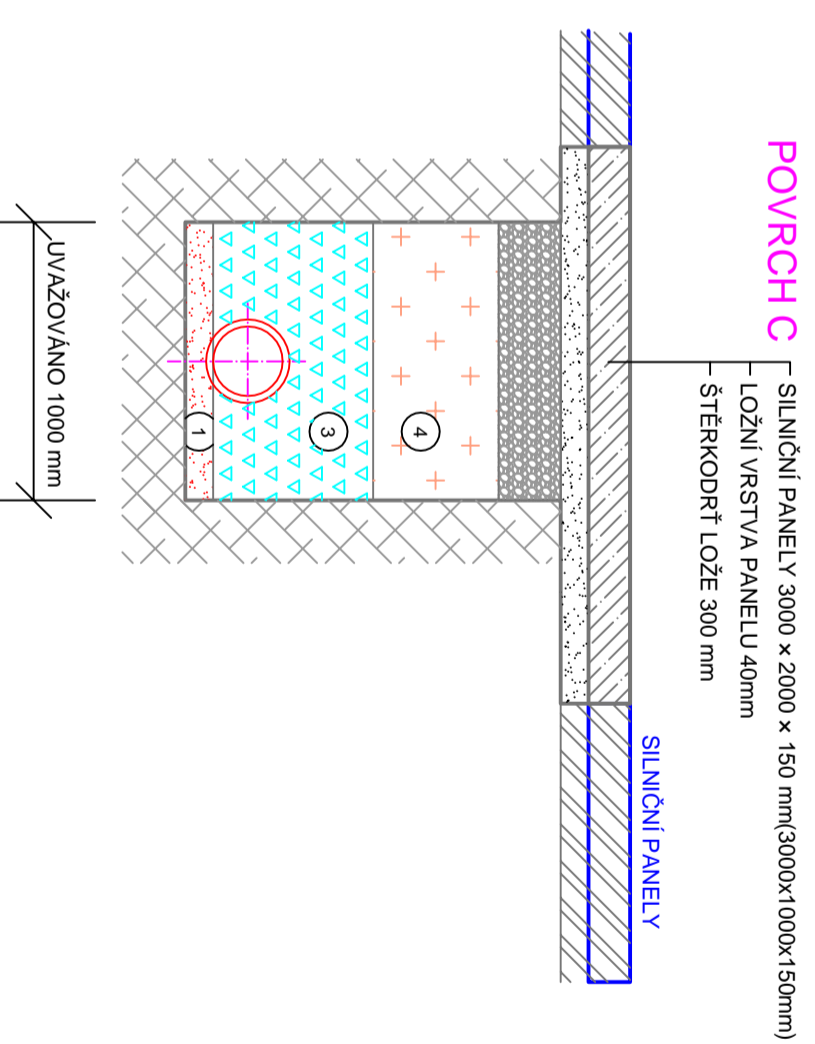 POVRCH C
SILNIČNÍ PANELY 3000 x 2000 x 150 mm(3000x1000x150mm)
LOŽNÍ VRSTVA PANELU 40mm
ŠTĚRKODRŤ LOŽE 300 mm
SILNIČNÍ PANELY
4
3
1
UVAŽOVÁNO 1000 mm